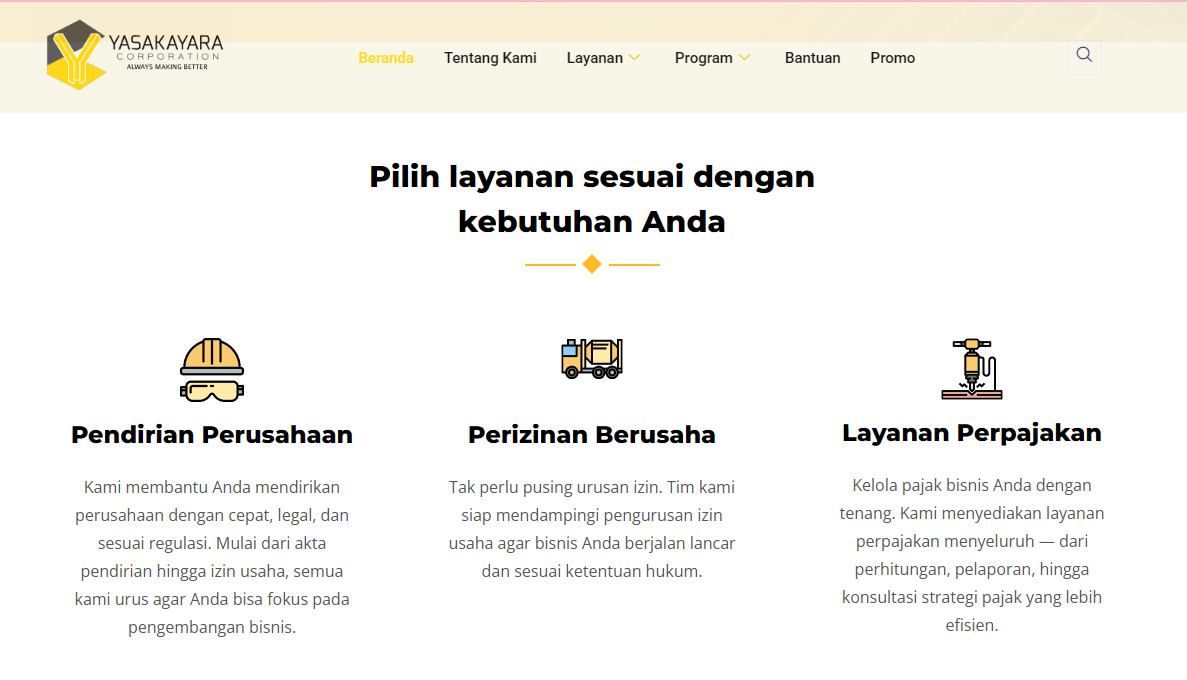 YASAKAYARA
CORPORATION
ALWAYS MAKING BETTER
Beranda
Tentang Kami
Layanan
Program
Bantuan
Promo
Pilih layanan sesuai dengan
kebutuhan Anda
Pendirian Perusahaan
Kami membantu Anda mendirikan
perusahaan dengan cepat, legal, dan
sesuai regulasi. Mulai dari akta
pendirian hingga izin usaha, semua
kami urus agar Anda bisa fokus pada
pengembangan bisnis.
Perizinan Berusaha
Tak perlu pusing urusan izin. Tim kami
siap mendampingi pengurusan izin
usaha agar bisnis Anda berjalan lancar
dan sesuai ketentuan hukum.
Layanan Perpajakan
Kelola pajak bisnis Anda dengan
tenang. Kami menyediakan layanan
perpajakan menyeluruh — dari
perhitungan, pelaporan, hingga
konsultasi strategi pajak yang lebih
efisien.